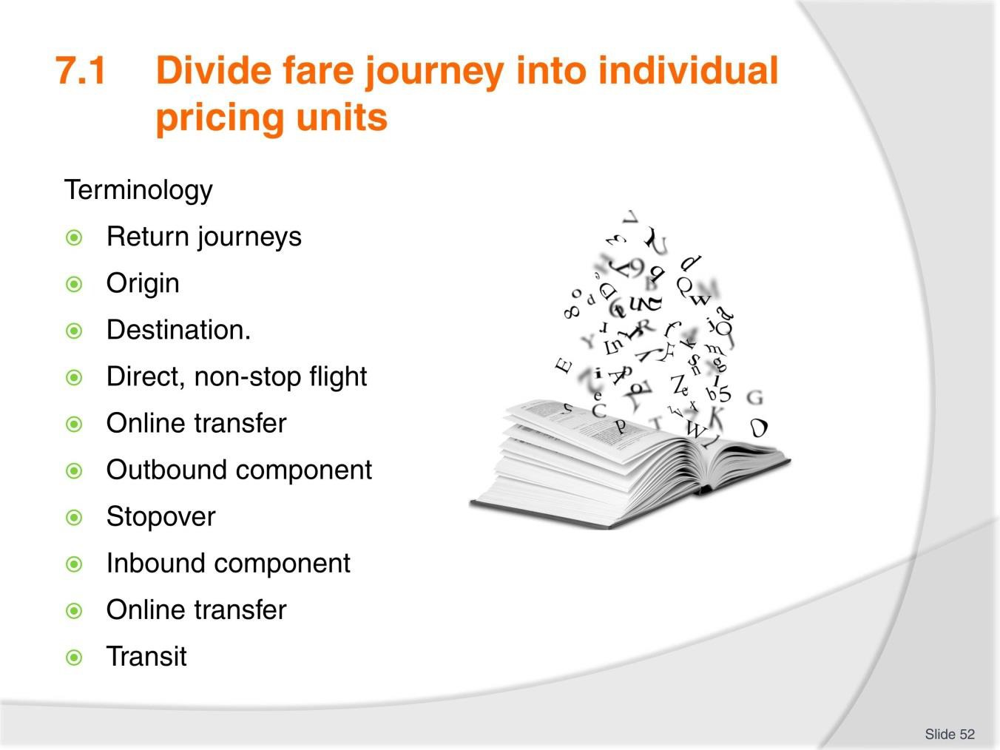 7.1 Divide fare journey into individual
pricing units
Terminology
Return journeys
Origin
Destination.
Direct, non-stop flight
Online transfer
Outbound component
Stopover
Inbound component
Online transfer
Transit
Slide 52